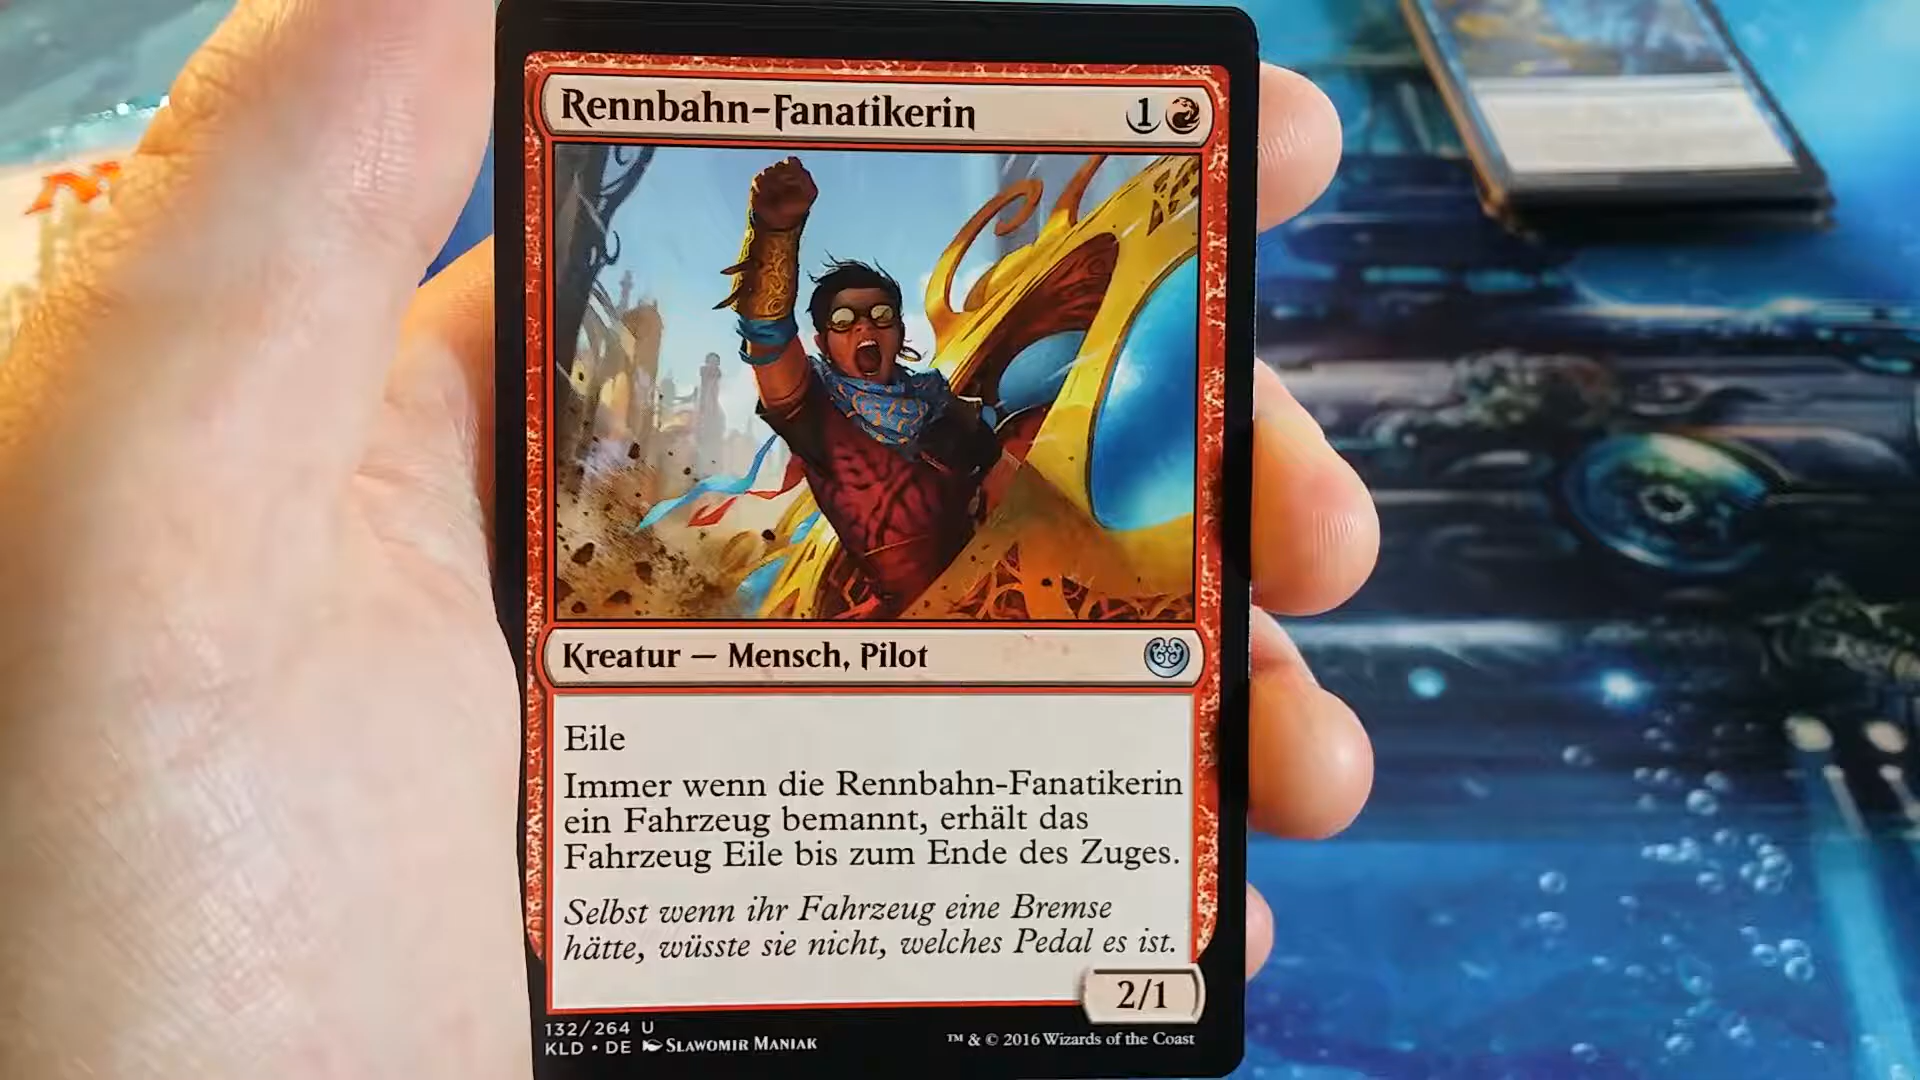 Rennbahn-Fanatikerin 1
Kreatur — Mensch, Pilot
Eile
Immer wenn die Rennbahn-Fanatikerin
ein Fahrzeug bemannt, erhält das
Fahrzeug Eile bis zum Ende des Zuges.
Selbst wenn ihr Fahrzeug eine Bremse
hätte, wüsste sie nicht, welches Pedal es ist.
2/1
132/264 U
KLD • DE SLAWOMIR MANIAK
™ & © 2016 Wizards of the Coast